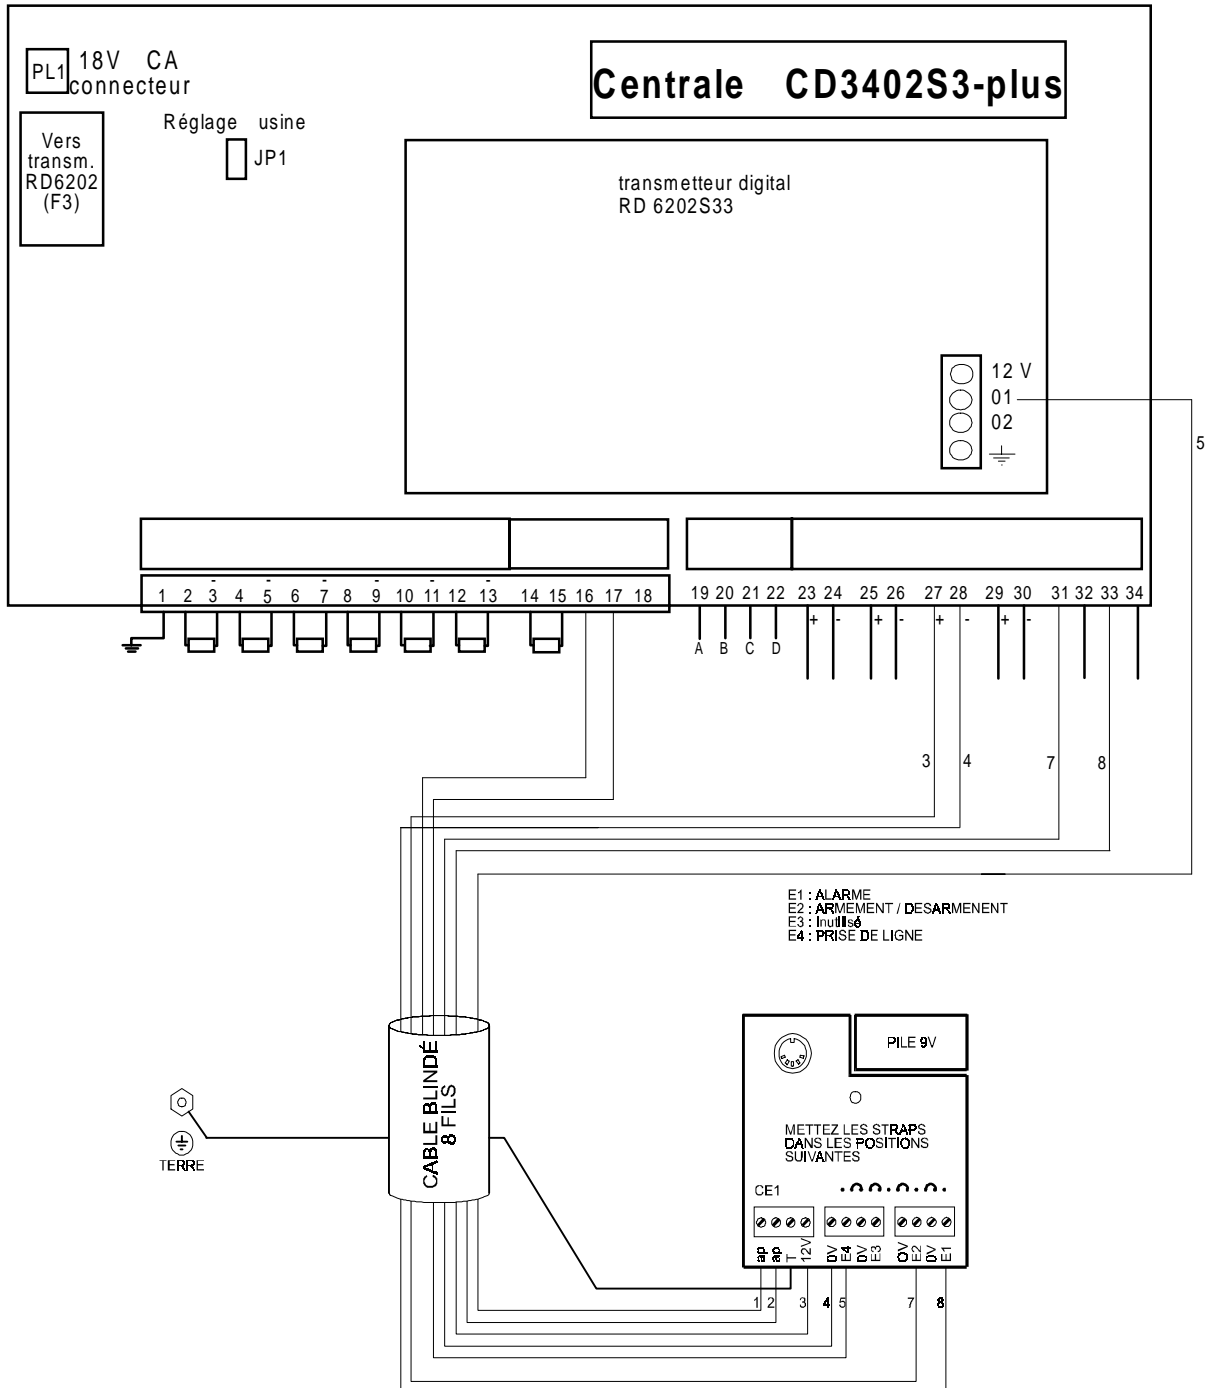 PL1
18V CA
connecteur
Centrale CD3402S3-plus
Réglage usine
JP1
Vers
transm.
RD6202
(F3)
transmetteur digital
RD 6202S33
12 V
01
02
5
- - - - - -
1 2 3 4 5 6 7 8 9 10 11 12 13 14 15 16 17 18
19 20 21 22 23 24 25 26 27 28 29 30 31 32 33 34
+ - + - + - + -
A B C D
3 4 7 8
E1 : ALARME
E2 : ARMEMENT / DESARMENENT
E3 : Inutilisé
E4 : PRISE DE LIGNE
CABLE BLINDÉ
8 FILS
TERRE
PILE 9V
METTEZ LES STRAPS
DANS LES POSITIONS
SUIVANTES
CE1
ap ap T 12V 0V E4 0V E3 0V E2 0V E1
1 2 3 4 5 7 8